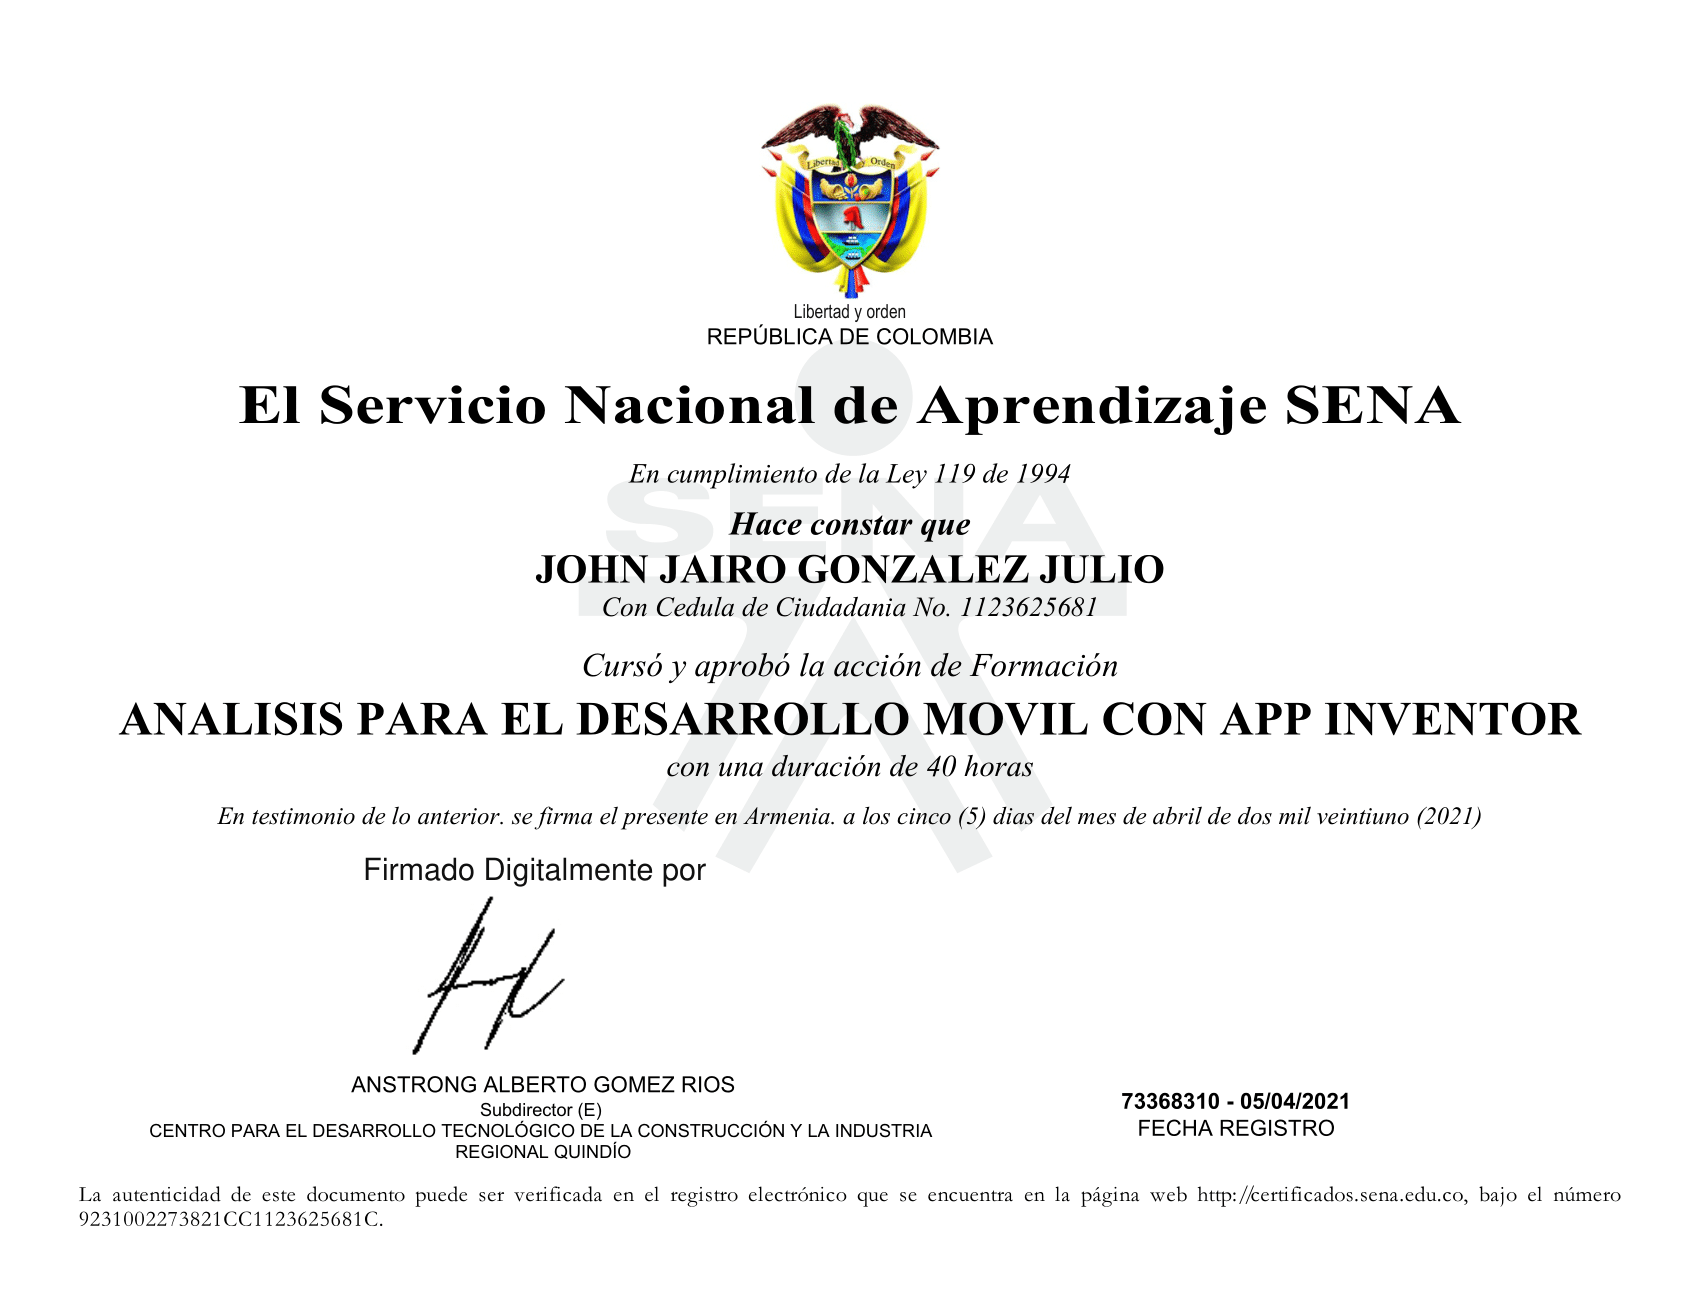 Libertad y Orden
Libertad y orden
REPÚBLICA DE COLOMBIA
El Servicio Nacional de Aprendizaje SENA
En cumplimiento de la Ley 119 de 1994
SENA
Hace constar que
JOHN JAIRO GONZALEZ JULIO
Con Cedula de Ciudadania No. 1123625681
Cursó y aprobó la acción de Formación
ANALISIS PARA EL DESARROLLO MOVIL CON APP INVENTOR
con una duración de 40 horas
En testimonio de lo anterior. se firma el presente en Armenia. a los cinco (5) dias del mes de abril de dos mil veintiuno (2021)
Firmado Digitalmente por
ANSTRONG ALBERTO GOMEZ RIOS
Subdirector (E)
CENTRO PARA EL DESARROLLO TECNOLÓGICO DE LA CONSTRUCCIÓN Y LA INDUSTRIA
REGIONAL QUINDÍO
73368310 - 05/04/2021
FECHA REGISTRO
La autenticidad de este documento puede ser verificada en el registro electrónico que se encuentra en la página web http://certificados.sena.edu.co, bajo el número
9231002273821CC1123625681C.